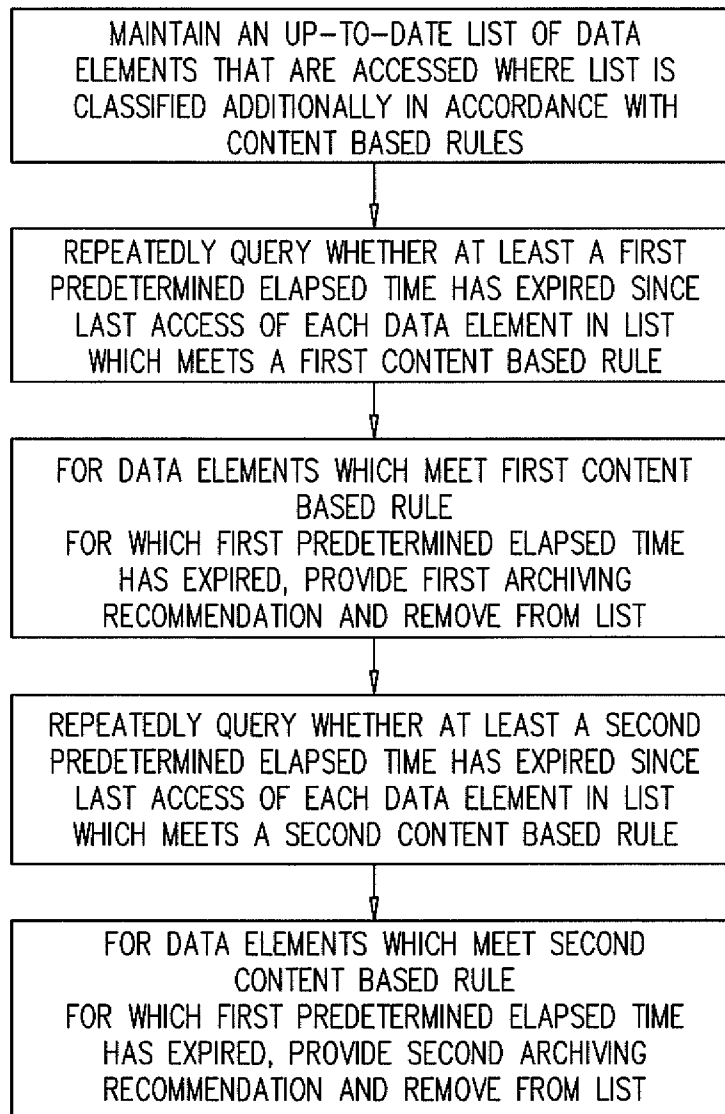 MAINTAIN AN UP-TO-DATE LIST OF DATA
ELEMENTS THAT ARE ACCESSED WHERE LIST IS
CLASSIFIED ADDITIONALLY IN ACCORDANCE WITH
CONTENT BASED RULES
REPEATEDLY QUERY WHETHER AT LEAST A FIRST
PREDETERMINED ELAPSED TIME HAS EXPIRED SINCE
LAST ACCESS OF EACH DATA ELEMENT IN LIST
WHICH MEETS A FIRST CONTENT BASED RULE
FOR DATA ELEMENTS WHICH MEET FIRST CONTENT
BASED RULE
FOR WHICH FIRST PREDETERMINED ELAPSED TIME
HAS EXPIRED, PROVIDE FIRST ARCHIVING
RECOMMENDATION AND REMOVE FROM LIST
REPEATEDLY QUERY WHETHER AT LEAST A SECOND
PREDETERMINED ELAPSED TIME HAS EXPIRED SINCE
LAST ACCESS OF EACH DATA ELEMENT IN LIST
WHICH MEETS A SECOND CONTENT BASED RULE
FOR DATA ELEMENTS WHICH MEET SECOND
CONTENT BASED RULE
FOR WHICH FIRST PREDETERMINED ELAPSED TIME
HAS EXPIRED, PROVIDE SECOND ARCHIVING
RECOMMENDATION AND REMOVE FROM LIST